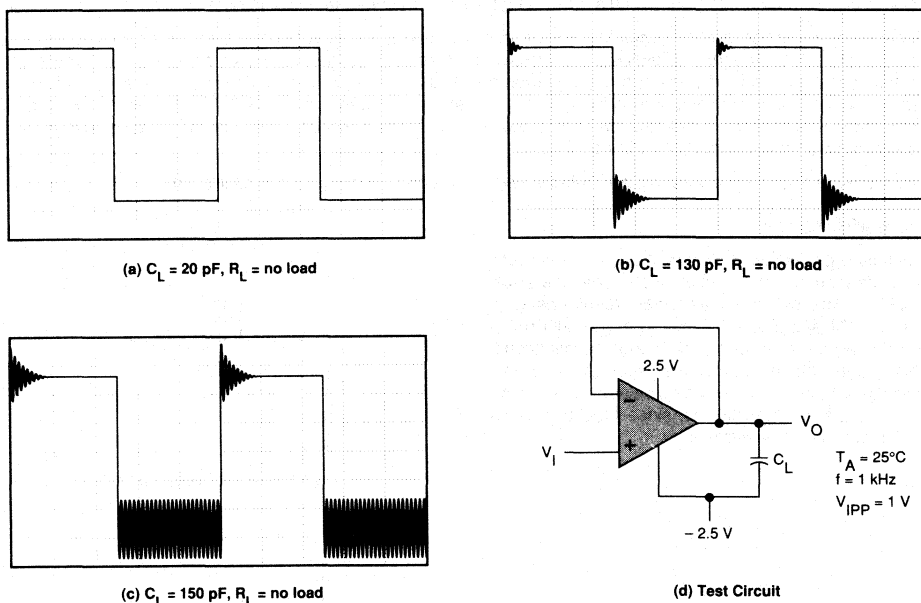 (a) C_L = 20 pF, R_L = no load
(b) C_L = 130 pF, R_L = no load
(c) C_L = 150 pF, R_L = no load
2.5 V
−
+
V_I
V_O
C_L
− 2.5 V
T_A = 25°C
f = 1 kHz
V_IPP = 1 V
(d) Test Circuit